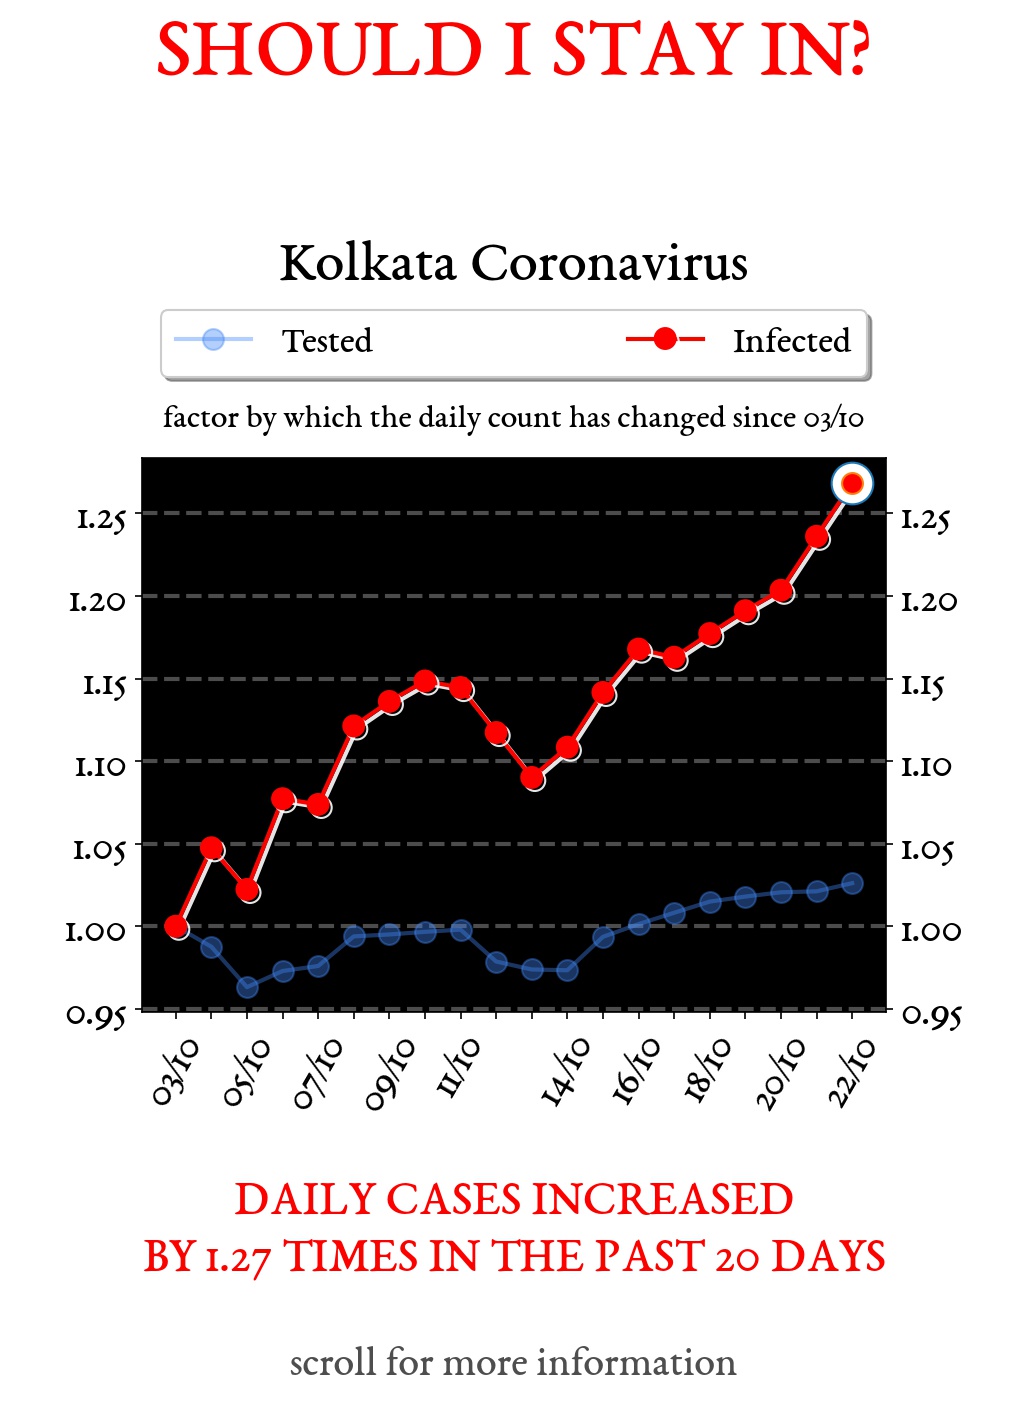 SHOULD I STAY IN?
Kolkata Coronavirus
Tested Infected
factor by which the daily count has changed since 03/10
1.25 1.25
1.20 1.20
1.15 1.15
1.10 1.10
1.05 1.05
1.00 1.00
0.95 0.95
03/10 05/10 07/10 09/10 11/10 14/10 16/10 18/10 20/10 22/10
DAILY CASES INCREASED
BY 1.27 TIMES IN THE PAST 20 DAYS
scroll for more information